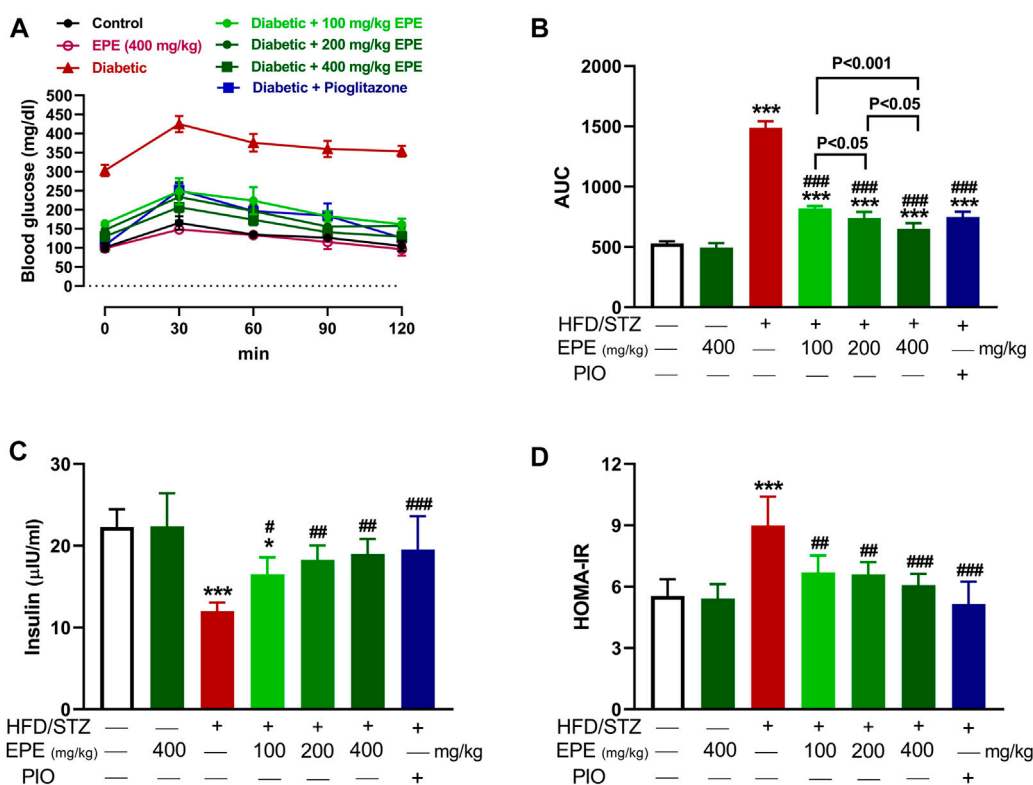 A
Control
EPE (400 mg/kg)
Diabetic
Diabetic + 100 mg/kg EPE
Diabetic + 200 mg/kg EPE
Diabetic + 400 mg/kg EPE
Diabetic + Pioglitazone
Blood glucose (mg/dl)
500
450
400
350
300
250
200
150
100
50
0
0 30 60 90 120
min
B
AUC
2000
1500
1000
500
0
P<0.001
P<0.05
P<0.05
***
### ### ### ###
*** *** *** ***
HFD/STZ — — + + + + +
EPE (mg/kg) — 400 — 100 200 400 — mg/kg
PIO — — — — — — +
C
Insulin (µIU/ml)
30
20
10
0
***
# ## ## ###
*
HFD/STZ — — + + + + +
EPE (mg/kg) — 400 — 100 200 400 — mg/kg
PIO — — — — — — +
D
HOMA-IR
12
9
6
3
0
***
## ## ### ###
HFD/STZ — — + + + + +
EPE (mg/kg) — 400 — 100 200 400 — mg/kg
PIO — — — — — — +